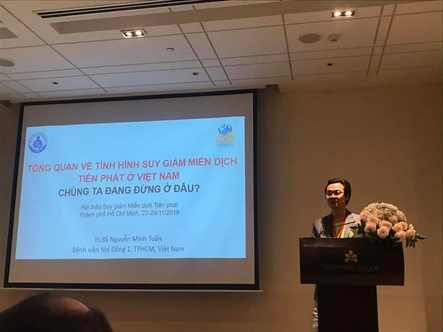 TỔNG QUAN VỀ TÌNH HÌNH SUY GIẢM MIỄN DỊCH
TIÊN PHÁT Ở VIỆT NAM
CHÚNG TA ĐANG ĐỨNG Ở ĐÂU?
Hội thảo Suy giảm Miễn dịch Tiên phát
Thành phố Hồ Chí Minh, 23-24/11/2019
TS BS Nguyễn Minh Tuấn
Bệnh viện Nhi Đồng 1, TPHCM, Việt Nam